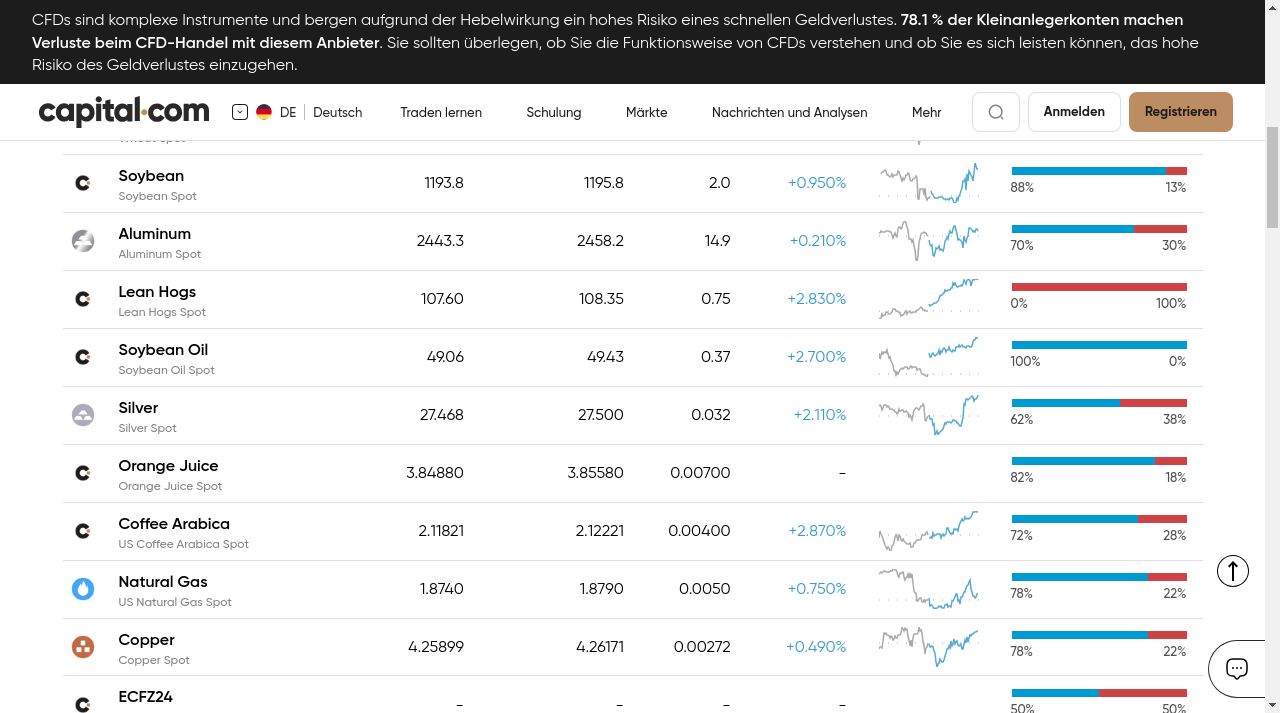 CFDs sind komplexe Instrumente und bergen aufgrund der Hebelwirkung ein hohes Risiko eines schnellen Geldverlustes. 78.1 % der Kleinanlegerkonten machen
Verluste beim CFD-Handel mit diesem Anbieter. Sie sollten überlegen, ob Sie die Funktionsweise von CFDs verstehen und ob Sie es sich leisten können, das hohe
Risiko des Geldverlustes einzugehen.
capital.com DE Deutsch Traden lernen Schulung Märkte Nachrichten und Analysen Mehr Anmelden Registrieren
Wheat Spot
Soybean 1193.8 1195.8 2.0 +0.950%
Soybean Spot 88% 13%
Aluminum 2443.3 2458.2 14.9 +0.210%
Aluminum Spot 70% 30%
Lean Hogs 107.60 108.35 0.75 +2.830%
Lean Hogs Spot 0% 100%
Soybean Oil 49.06 49.43 0.37 +2.700%
Soybean Oil Spot 100% 0%
Silver 27.468 27.500 0.032 +2.110%
Silver Spot 62% 38%
Orange Juice 3.84880 3.85580 0.00700 -
Orange Juice Spot 82% 18%
Coffee Arabica 2.11821 2.12221 0.00400 +2.870%
US Coffee Arabica Spot 72% 28%
Natural Gas 1.8740 1.8790 0.0050 +0.750%
US Natural Gas Spot 78% 22%
Copper 4.25899 4.26171 0.00272 +0.490%
Copper Spot 78% 22%
ECFZ24 - - - -
50% 50%